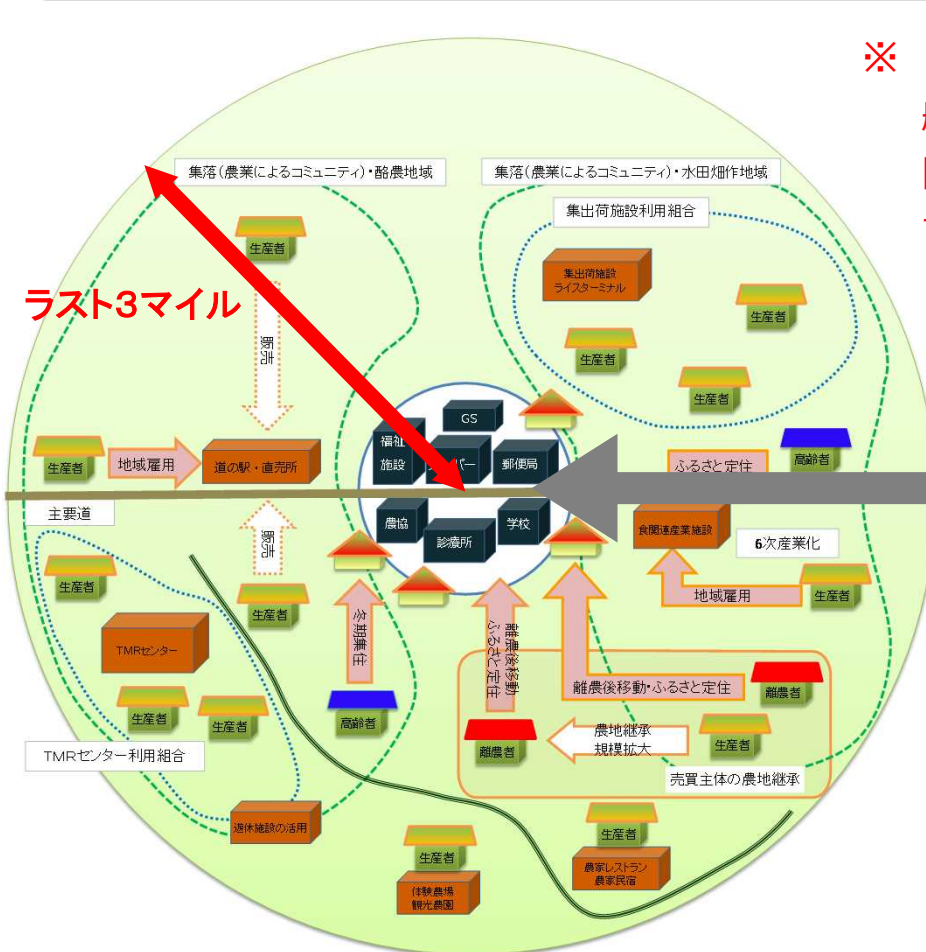 ※
集落(農業によるコミュニティ)・酪農地域
集落(農業によるコミュニティ)・水田畑作地域
集出荷施設利用組合
生産者
集出荷施設
ライスターミナル
ラスト3マイル
生産者
生産者
販売
生産者
GS
福祉
施設
郵便局
生産者
地域雇用
道の駅・直売所
ふるさと定住
高齢者
主要道
農協
診療所
学校
食関連産業施設
6次産業化
販売
生産者
生産者
地域雇用
生産者
TMRセンター
冬期集住
離農後移動
ふるさと定住
離農後移動・ふるさと定住
離農者
生産者
生産者
高齢者
離農者
農地継承
規模拡大
生産者
TMRセンター利用組合
売買主体の農地継承
遊休施設の活用
生産者
生産者
体験農場
観光農園
農家レストラン
農家民宿